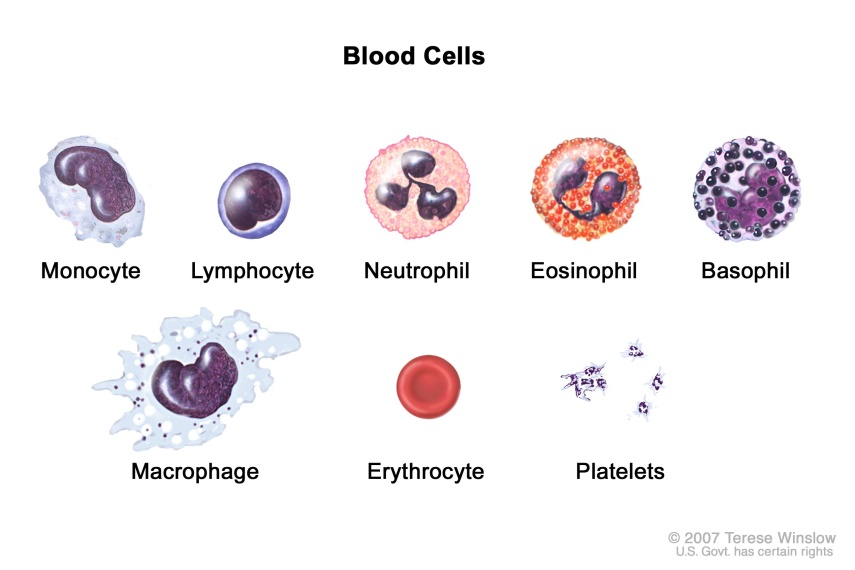 Blood Cells
Monocyte
Lymphocyte
Neutrophil
Eosinophil
Basophil
Macrophage
Erythrocyte
Platelets
© 2007 Terese Winslow
U.S. Govt. has certain rights